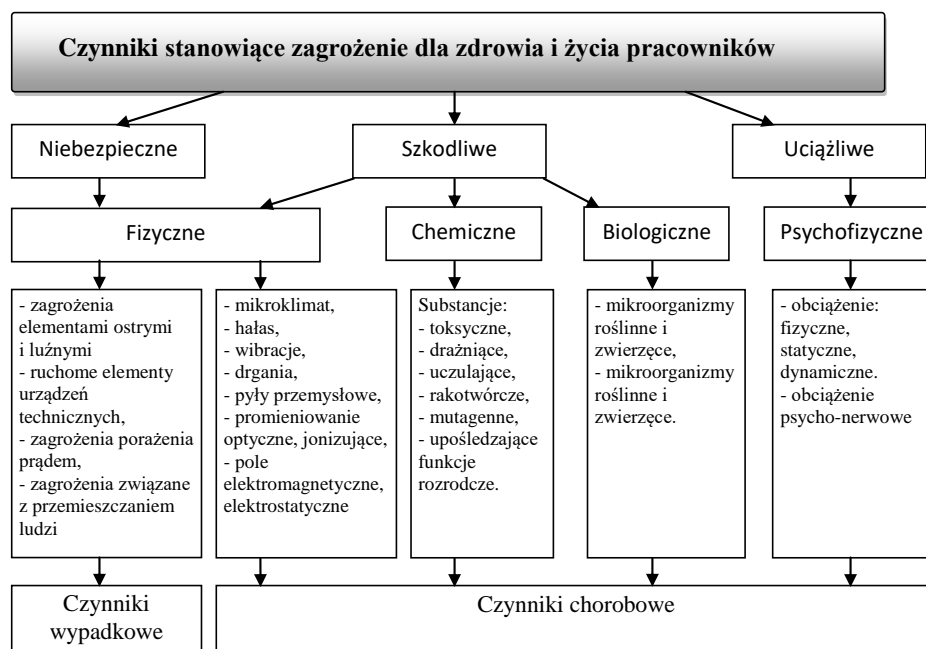 Czynniki stanowiące zagrożenie dla zdrowia i życia pracowników
Niebezpieczne
Szkodliwe
Uciążliwe
Fizyczne
Chemiczne
Biologiczne
Psychofizyczne
- zagrożenia
elementami ostrymi
i luźnymi
- ruchome elementy
urządzeń
technicznych,
- zagrożenia porażenia
prądem,
- zagrożenia związane
z przemieszczaniem
ludzi
- mikroklimat,
- hałas,
- wibracje,
- drgania,
- pyły przemysłowe,
- promieniowanie
optyczne, jonizujące,
- pole
elektromagnetyczne,
elektrostatyczne
Substancje:
- toksyczne,
- drażniące,
- uczulające,
- rakotwórcze,
- mutagenne,
- upośledzające
funkcje
rozrodcze.
- mikroorganizmy
roślinne i
zwierzęce,
- mikroorganizmy
roślinne i
zwierzęce.
- obciążenie:
fizyczne,
statyczne,
dynamiczne.
- obciążenie
psycho-nerwowe
Czynniki
wypadkowe
Czynniki chorobowe